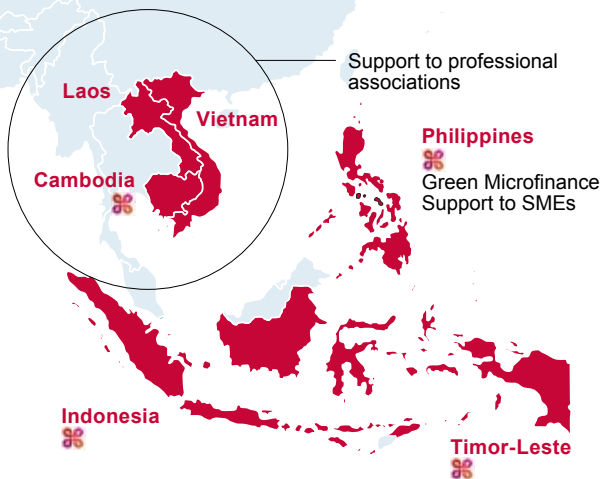 Support to professional
associations
Laos
Vietnam
Philippines
Cambodia
Green Microfinance
Support to SMEs
Indonesia
Timor-Leste